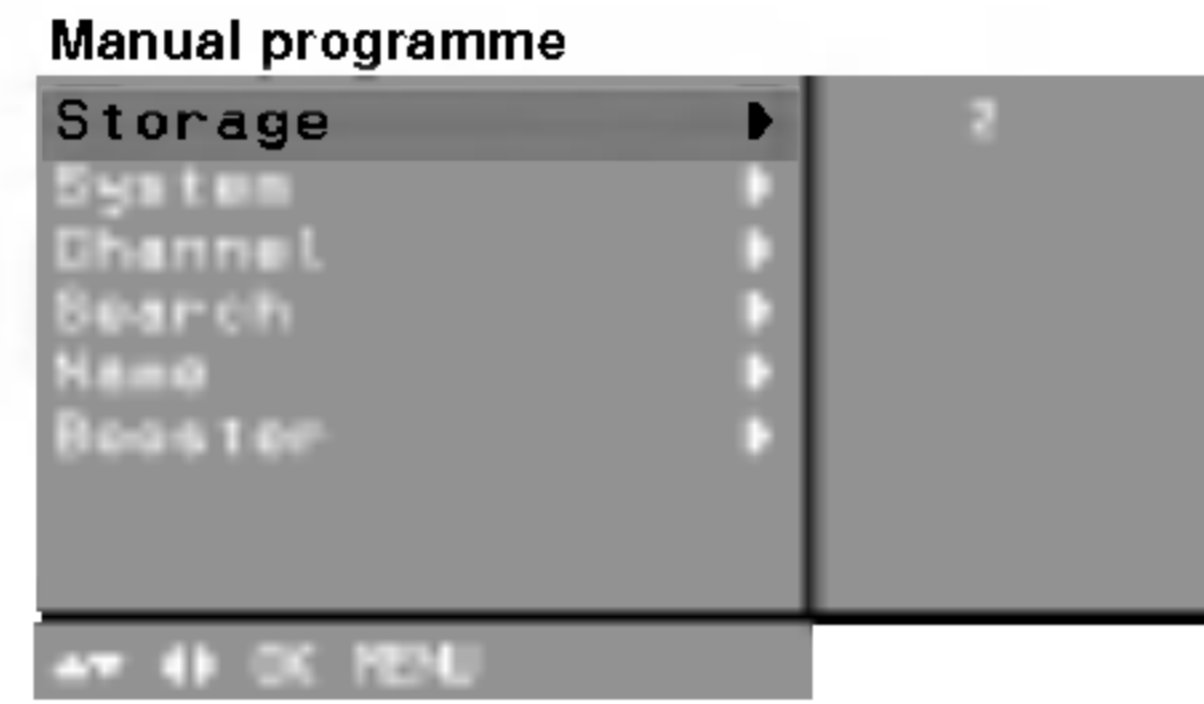 Manual programme
Storage 2
System
Channel
Search
Name
Booster
OK MENU